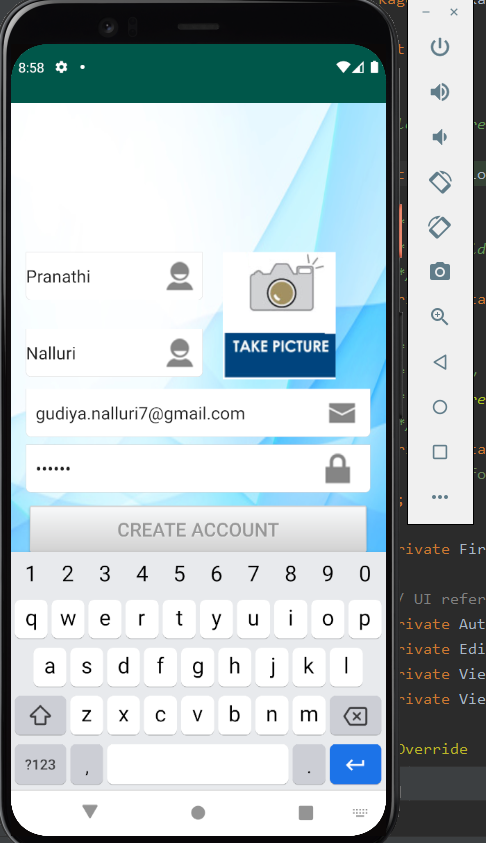 8:58
Pranathi
Nalluri
TAKE PICTURE
gudiya.nalluri7@gmail.com
••••••
CREATE ACCOUNT
1 2 3 4 5 6 7 8 9 0
q w e r t y u i o p
a s d f g h j k l
z x c v b n m
?123 , .
rivate Fir
/ UI refer
rivate Aut
rivate Edi
rivate Vie
rivate Vie
Override